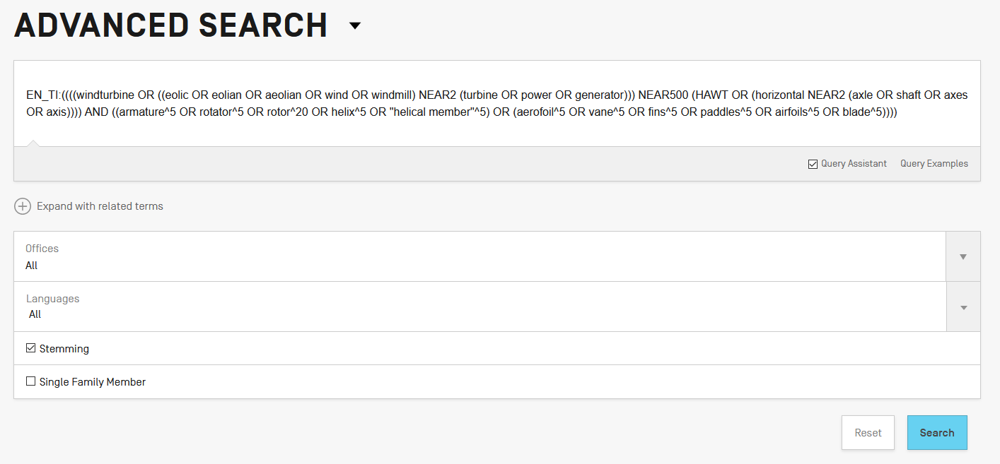 ADVANCED SEARCH
EN_TI:((((windturbine OR ((eolic OR eolian OR aeolian OR wind OR windmill) NEAR2 (turbine OR power OR generator))) NEAR500 (HAWT OR (horizontal NEAR2 (axle OR shaft OR axes
OR axis)))) AND ((armature^5 OR rotator^5 OR rotor^20 OR helix^5 OR "helical member"^5) OR (aerofoil^5 OR vane^5 OR fins^5 OR paddles^5 OR airfoils^5 OR blade^5))))
Query Assistant Query Examples
Expand with related terms
Offices
All
Languages
All
Stemming
Single Family Member
Reset Search